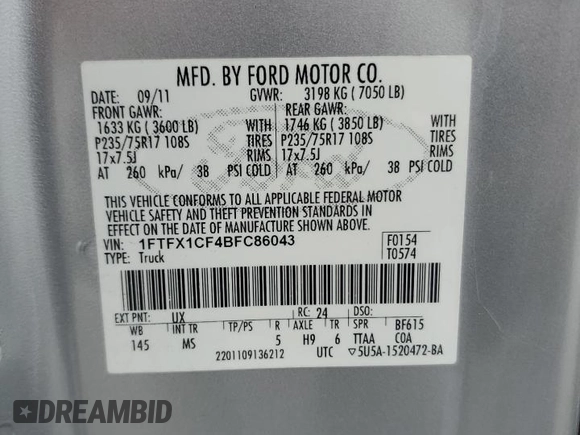 MFD. BY FORD MOTOR CO.
DATE: 09/11 GVWR: 3198 KG ( 7050 LB)
FRONT GAWR: REAR GAWR:
1633 KG ( 3600 LB) WITH 1746 KG ( 3850 LB) WITH
P235/75R17 108S TIRES P235/75R17 108S TIRES
17x7.5J RIMS 17x7.5J RIMS
AT 260 kPa/ 38 PSI COLD AT 260 kPa/ 38 PSI COLD
THIS VEHICLE CONFORMS TO ALL APPLICABLE FEDERAL MOTOR
VEHICLE SAFETY AND THEFT PREVENTION STANDARDS IN
EFFECT ON THE DATE OF MANUFACTURE SHOWN ABOVE.
VIN: 1FTFX1CF4BFC86043 F0154
TYPE: Truck T0574
EXT PNT: UX RC: 24 DSO:
WB INT TR TP/PS R AXLE TR SPR BF615
145 MS 5 H9 6 TTAA COA
2201109136212 UTC ▽5U5A-1520472-BA
DREAMBID